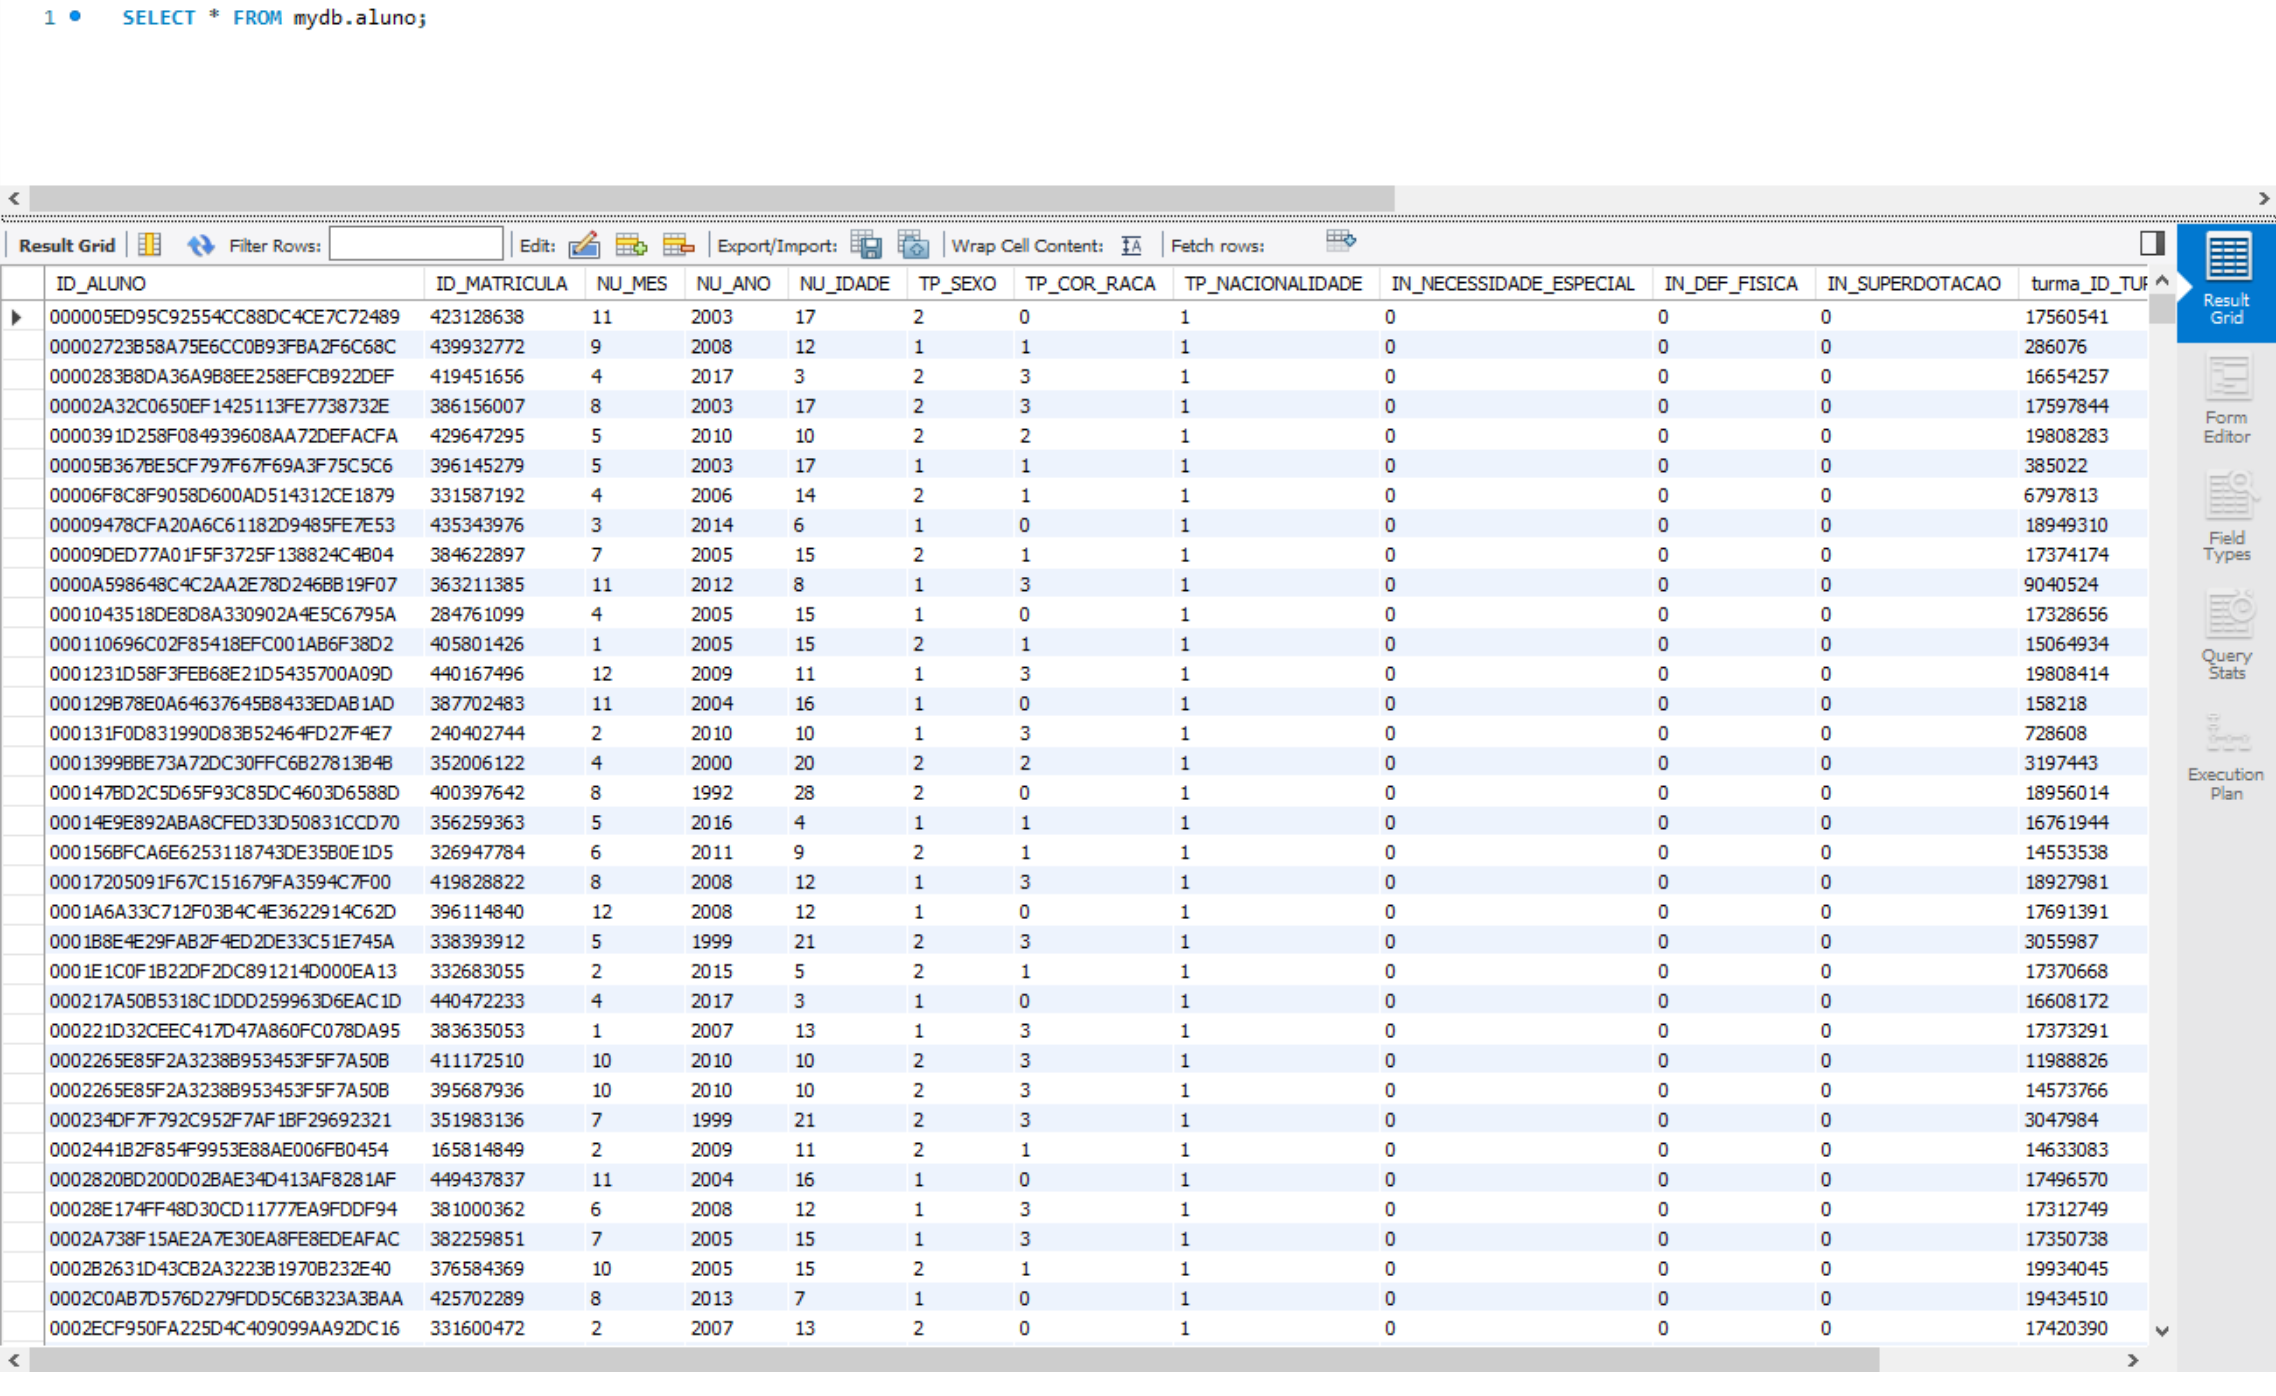 1 SELECT * FROM mydb.aluno;
Result Grid Filter Rows: Edit: Export/Import: Wrap Cell Content: Fetch rows:
ID_ALUNO ID_MATRICULA NU_MES NU_ANO NU_IDADE TP_SEXO TP_COR_RACA TP_NACIONALIDADE IN_NECESSIDADE_ESPECIAL IN_DEF_FISICA IN_SUPERDOTACAO turma_ID_TUR
000005ED95C92554CC88DC4CE7C72489 423128638 11 2003 17 2 0 1 0 0 0 17560541
00002723B58A75E6CC0B93FBA2F6C68C 439932772 9 2008 12 1 1 1 0 0 0 286076
0000283B8DA36A9B8EE258EFCB922DEF 419451656 4 2017 3 2 3 1 0 0 0 16654257
00002A32C0650EF1425113FE7738732E 386156007 8 2003 17 2 3 1 0 0 0 17597844
0000391D258F084939608AA72DEFACFA 429647295 5 2010 10 2 2 1 0 0 0 19808283
00005B367BE5CF797F67F69A3F75C5C6 396145279 5 2003 17 1 1 1 0 0 0 385022
00006F8C8F9058D600AD514312CE1879 331587192 4 2006 14 2 1 1 0 0 0 6797813
00009478CFA20A6C61182D9485FE7E53 435343976 3 2014 6 1 0 1 0 0 0 18949310
00009DED77A01F5F3725F138824C4B04 384622897 7 2005 15 2 1 1 0 0 0 17374174
0000A598648C4C2AA2E78D246BB19F07 363211385 11 2012 8 1 3 1 0 0 0 9040524
0001043518DE8D8A330902A4E5C6795A 284761099 4 2005 15 1 0 1 0 0 0 17328656
000110696C02F85418EFC001AB6F38D2 405801426 1 2005 15 2 1 1 0 0 0 15064934
0001231D58F3FEB68E21D5435700A09D 440167496 12 2009 11 1 3 1 0 0 0 19808414
000129B78E0A64637645B8433EDAB1AD 387702483 11 2004 16 1 0 1 0 0 0 158218
000131F0D831990D83B52464FD27F4E7 240402744 2 2010 10 1 3 1 0 0 0 728608
0001399BBE73A72DC30FFC6B27813B4B 352006122 4 2000 20 2 2 1 0 0 0 3197443
000147BD2C5D65F93C85DC4603D6588D 400397642 8 1992 28 2 0 1 0 0 0 18956014
00014E9E892ABA8CFED33D50831CCD70 356259363 5 2016 4 1 1 1 0 0 0 16761944
000156BFCA6E6253118743DE35B0E1D5 326947784 6 2011 9 2 1 1 0 0 0 14553538
00017205091F67C151679FA3594C7F00 419828822 8 2008 12 1 3 1 0 0 0 18927981
0001A6A33C712F03B4C4E3622914C62D 396114840 12 2008 12 1 0 1 0 0 0 17691391
0001B8E4E29FAB2F4ED2DE33C51E745A 338393912 5 1999 21 2 3 1 0 0 0 3055987
0001E1C0F1B22DF2DC891214D000EA13 332683055 2 2015 5 2 1 1 0 0 0 17370668
000217A50B5318C1DDD259963D6EAC1D 440472233 4 2017 3 1 0 1 0 0 0 16608172
000221D32CEEC417D47A860FC078DA95 383635053 1 2007 13 1 3 1 0 0 0 17373291
0002265E85F2A3238B953453F5F7A50B 411172510 10 2010 10 2 3 1 0 0 0 11988826
0002265E85F2A3238B953453F5F7A50B 395687936 10 2010 10 2 3 1 0 0 0 14573766
000234DF7F792C952F7AF1BF29692321 351983136 7 1999 21 2 3 1 0 0 0 3047984
0002441B2F854F9953E88AE006FB0454 165814849 2 2009 11 2 1 1 0 0 0 14633083
0002820BD200D02BAE34D413AF8281AF 449437837 11 2004 16 1 0 1 0 0 0 17496570
00028E174FF48D30CD11777EA9FDDF94 381000362 6 2008 12 1 3 1 0 0 0 17312749
0002A738F15AE2A7E30EA8FE8EDEAFAC 382259851 7 2005 15 1 3 1 0 0 0 17350738
0002B2631D43CB2A3223B1970B232E40 376584369 10 2005 15 2 1 1 0 0 0 19934045
0002C0AB7D576D279FDD5C6B323A3BAA 425702289 8 2013 7 1 0 1 0 0 0 19434510
0002ECF950FA225D4C409099AA92DC16 331600472 2 2007 13 2 0 1 0 0 0 17420390
Result
Grid
Form
Editor
Field
Types
Query
Stats
Execution
Plan